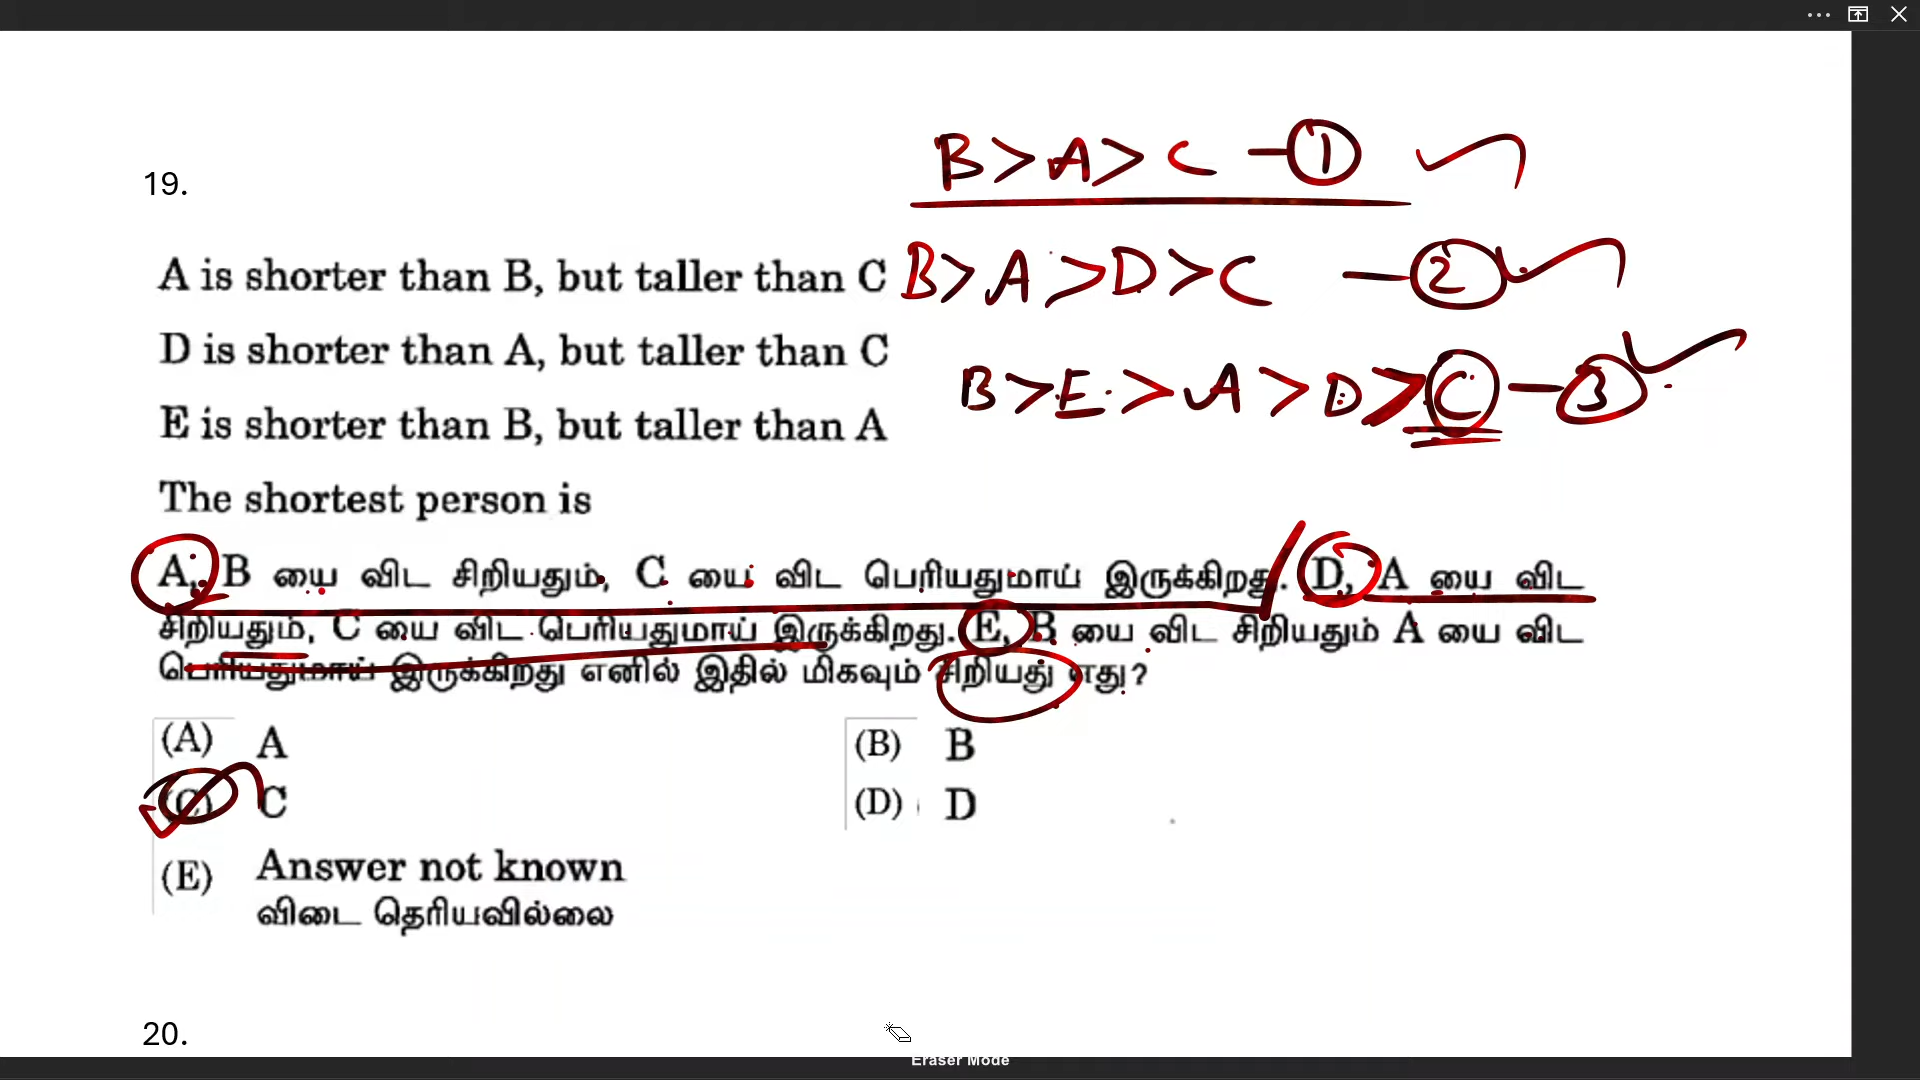 B>A>C -①
19.
A is shorter than B, but taller than C B>A>D>C -②
D is shorter than A, but taller than C
B>E>A>D>C -③
E is shorter than B, but taller than A
The shortest person is
A, B யை விட சிறியதும், C யை விட பெரியதுமாய் இருக்கிறது. D, A யை விட
சிறியதும், C யை விட பெரியதுமாய் இருக்கிறது. E, B யை விட சிறியதும் A யை விட
பெரியதுமாய் இருக்கிறது எனில் இதில் மிகவும் சிறியது எது?
(A) A (B) B
(C) C (D) D
(E) Answer not known
விடை தெரியவில்லை
20.
Eraser Mode